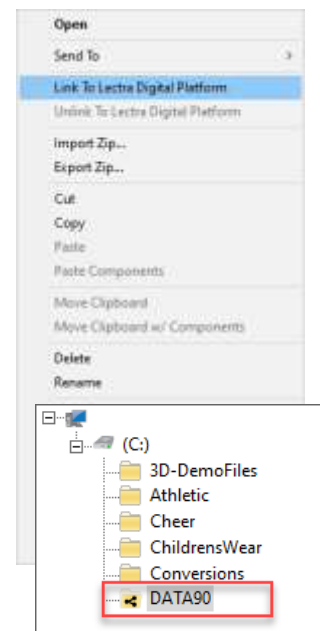 Open
Send To
Link To Lectra Digital Platform
Unlink To Lectra Digital Platform
Import Zip...
Export Zip...
Cut
Copy
Paste
Paste Components
Move Clipboard
Move Clipboard w/ Components
Delete
Rename
(C:)
3D-DemoFiles
Athletic
Cheer
ChildrensWear
Conversions
DATA90